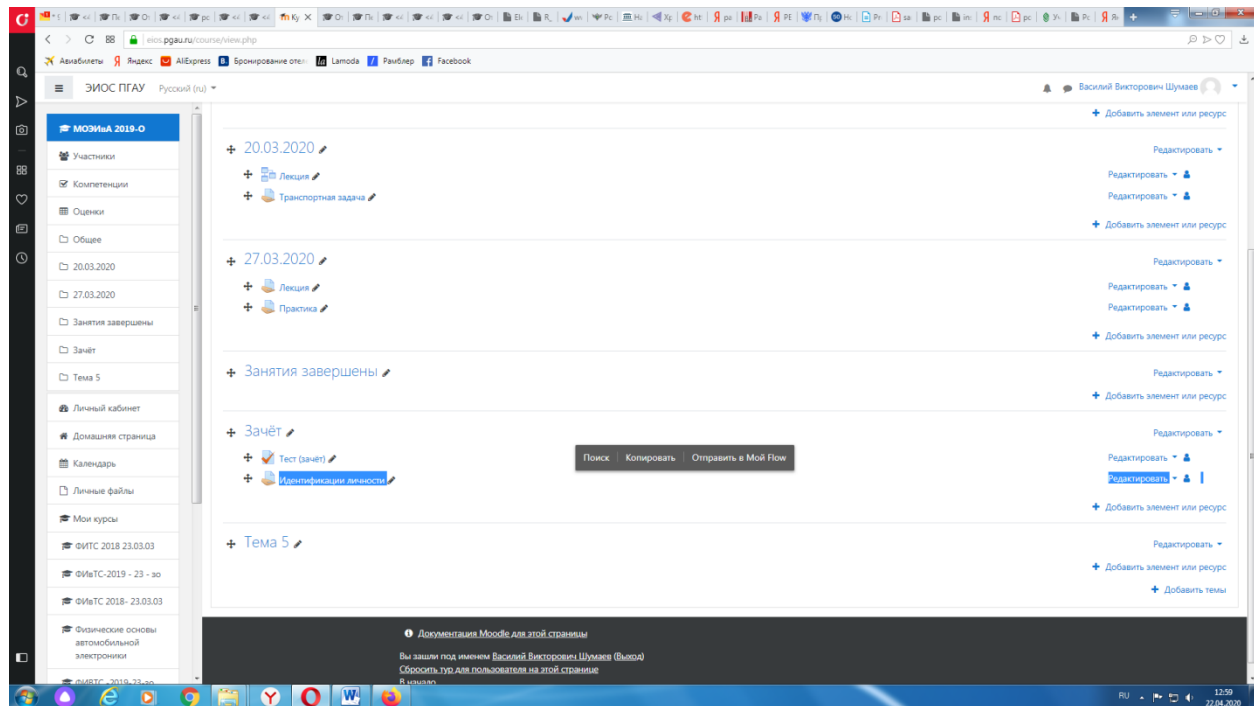 eios.pgau.ru/course/view.php
Авиабилеты Яндекс AliExpress Бронирование отел Lamoda Рамблер Facebook
ЭИОС ПГАУ Русский (ru)
Василий Викторович Шумаев
МОЭИвА 2019-О
Участники
Компетенции
Оценки
Общее
20.03.2020
27.03.2020
Занятия завершены
Зачёт
Тема 5
Личный кабинет
Домашняя страница
Календарь
Личные файлы
Мои курсы
ФИТС 2018 23.03.03
ФИвТС-2019 - 23 - зо
ФИвТС 2018- 23.03.03
Физические основы
автомобильной
электроники
Добавить элемент или ресурс
20.03.2020 Редактировать
Лекция Редактировать
Транспортная задача Редактировать
Добавить элемент или ресурс
27.03.2020 Редактировать
Лекция Редактировать
Практика Редактировать
Добавить элемент или ресурс
Занятия завершены Редактировать
Добавить элемент или ресурс
Зачёт Редактировать
Поиск Копировать Отправить в Мой Flow
Тест (зачёт) Редактировать
Идентификации личности Редактировать
Добавить элемент или ресурс
Тема 5 Редактировать
Добавить элемент или ресурс
Добавить темы
Документация Moodle для этой страницы
Вы зашли под именем Василий Викторович Шумаев (Выход)
Сбросить тур для пользователя на этой странице
В начало
RU
12:59
22.04.2020